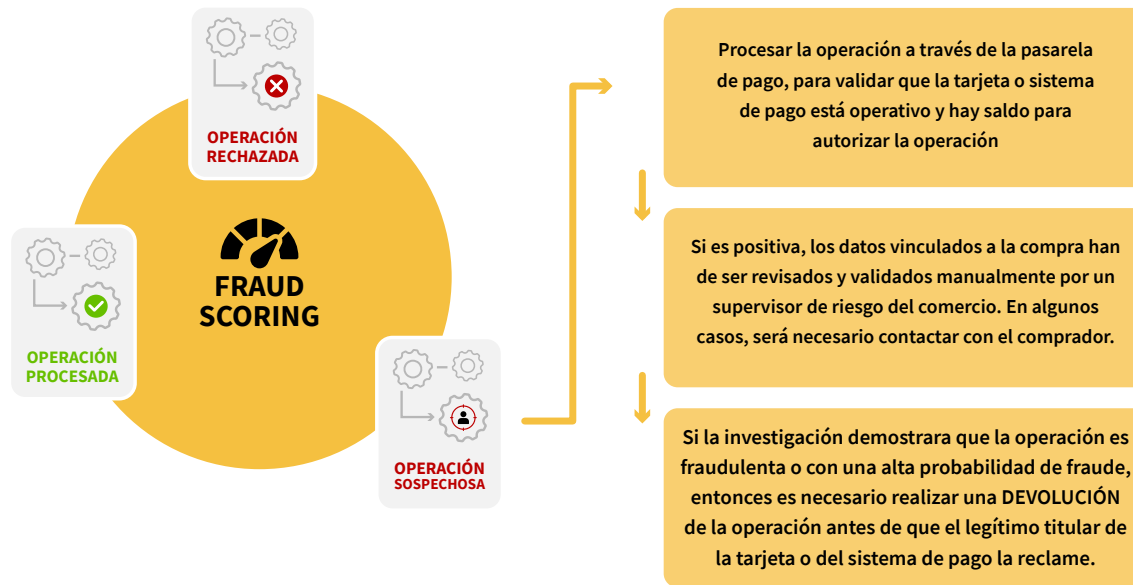 OPERACIÓN
RECHAZADA
FRAUD
SCORING
OPERACIÓN
PROCESADA
OPERACIÓN
SOSPECHOSA
Procesar la operación a través de la pasarela
de pago, para validar que la tarjeta o sistema
de pago está operativo y hay saldo para
autorizar la operación
Si es positiva, los datos vinculados a la compra han
de ser revisados y validados manualmente por un
supervisor de riesgo del comercio. En algunos
casos, será necesario contactar con el comprador.
Si la investigación demostrara que la operación es
fraudulenta o con una alta probabilidad de fraude,
entonces es necesario realizar una DEVOLUCIÓN
de la operación antes de que el legítimo titular de
la tarjeta o del sistema de pago la reclame.